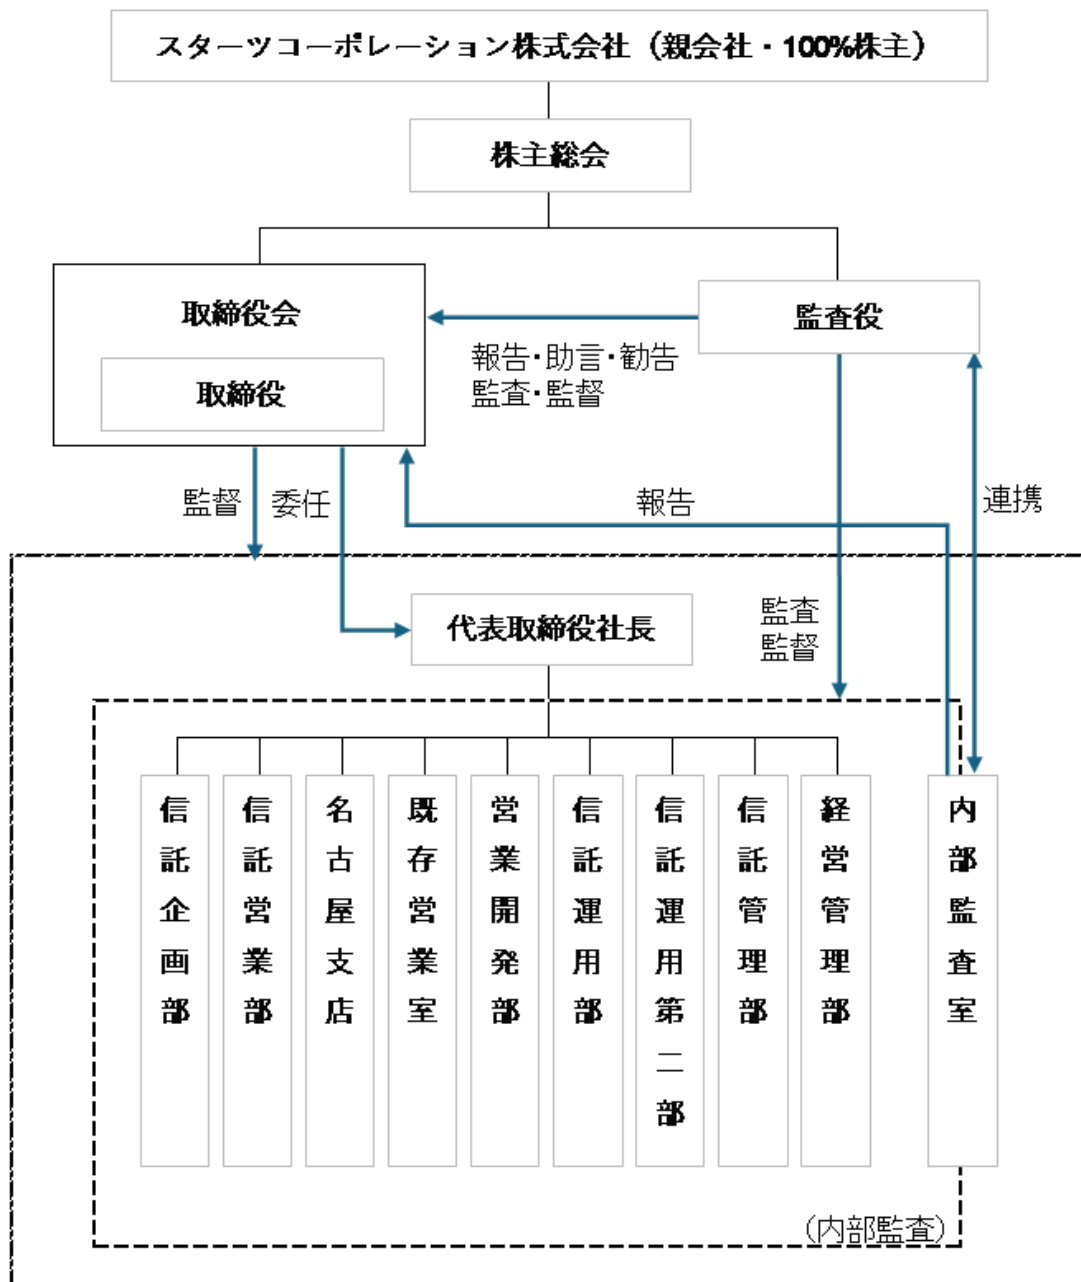 スターツコーポレーション株式会社（親会社・100%株主）
株主総会
取締役会
取締役
監査役
報告・助言・勧告
監査・監督
監督
委任
報告
連携
代表取締役社長
監査
監督
信託企画部
信託営業部
名古屋支店
既存営業室
営業開発部
信託運用部
信託運用第二部
信託管理部
経営管理部
内部監査室
（内部監査）